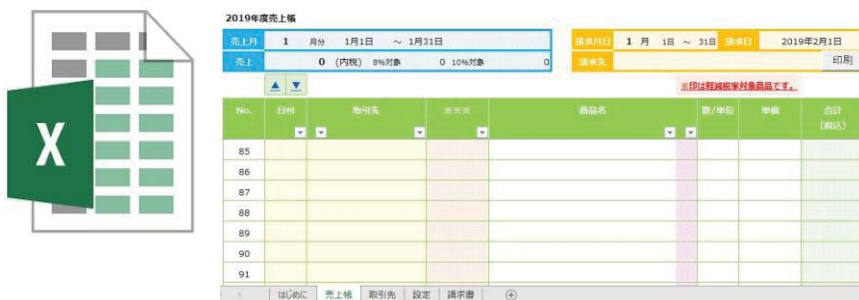 X
2019年度売上帳
売上月 1 月分 1月1日 ～ 1月31日
請求月日 1 月 1日 ～ 31日 請求日 2019年2月1日
売上 0 (内税) 8%対象 0 10%対象 0
請求先 印刷
※印は軽減税率対象商品です。
No. 日付 取引先 商品名 数/単位 単価 合計
(税込)
85
86
87
88
89
90
91
はじめに 売上帳 取引先 設定 請求書